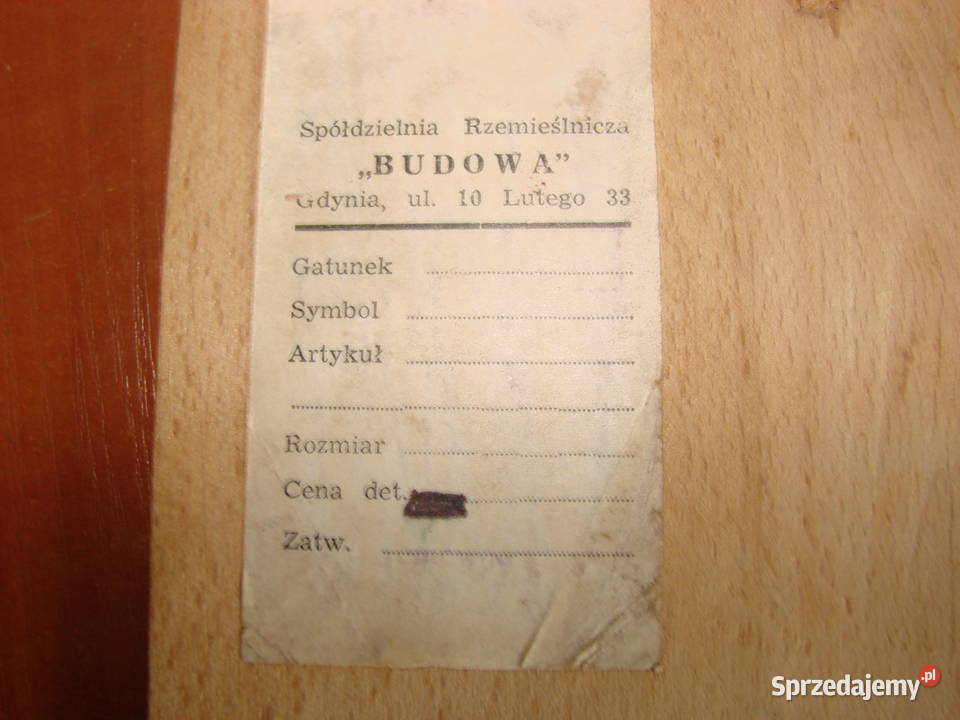 Spółdzielnia Rzemieślnicza
„BUDOWA”
Gdynia, ul. 10 Lutego 33
Gatunek
Symbol
Artykuł
Rozmiar
Cena det.
Zatw.
Sprzedajemy.pl